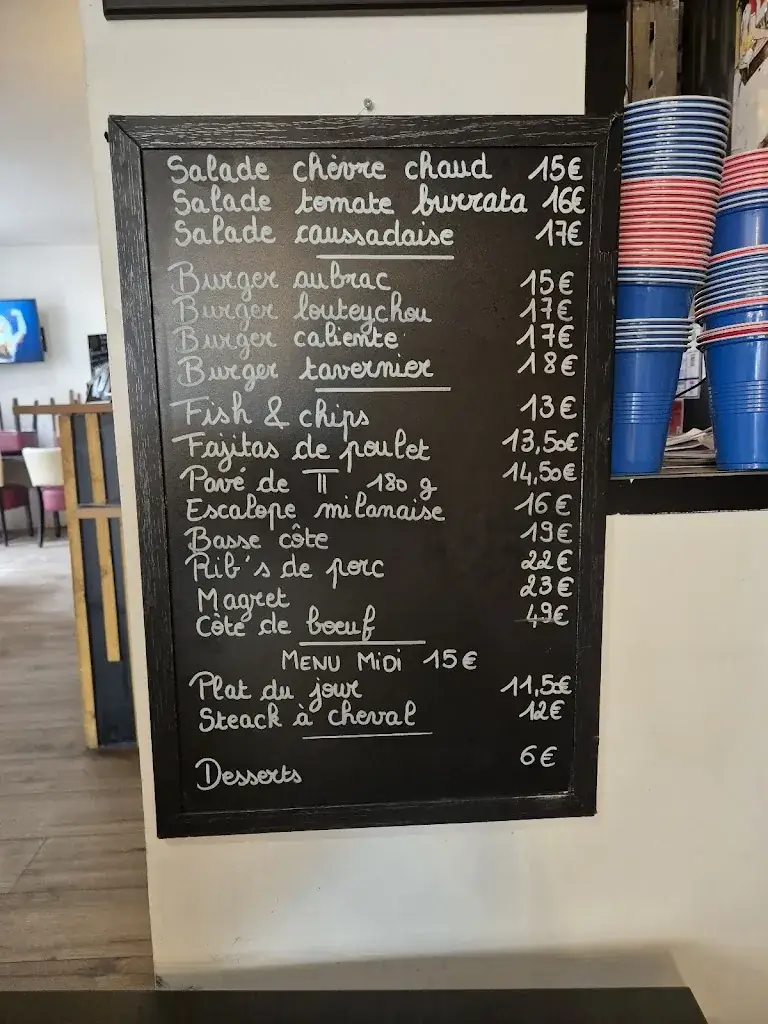 Salade chèvre chaud 15€
Salade tomate burrata 16€
Salade caussadaise 17€
Burger aubrac 15€
Burger louteychou 17€
Burger caliente 17€
Burger tavernier 18€
Fish & chips 13€
Fajitas de poulet 13,50€
Pavé de 180 g 14,50€
Escalope milanaise 16€
Basse côte 19€
Rib's de porc 22€
Magret 23€
Côte de boeuf 49€
MENU MIDI 15€
Plat du jour 11,50€
Steack à cheval 12€
Desserts 6€